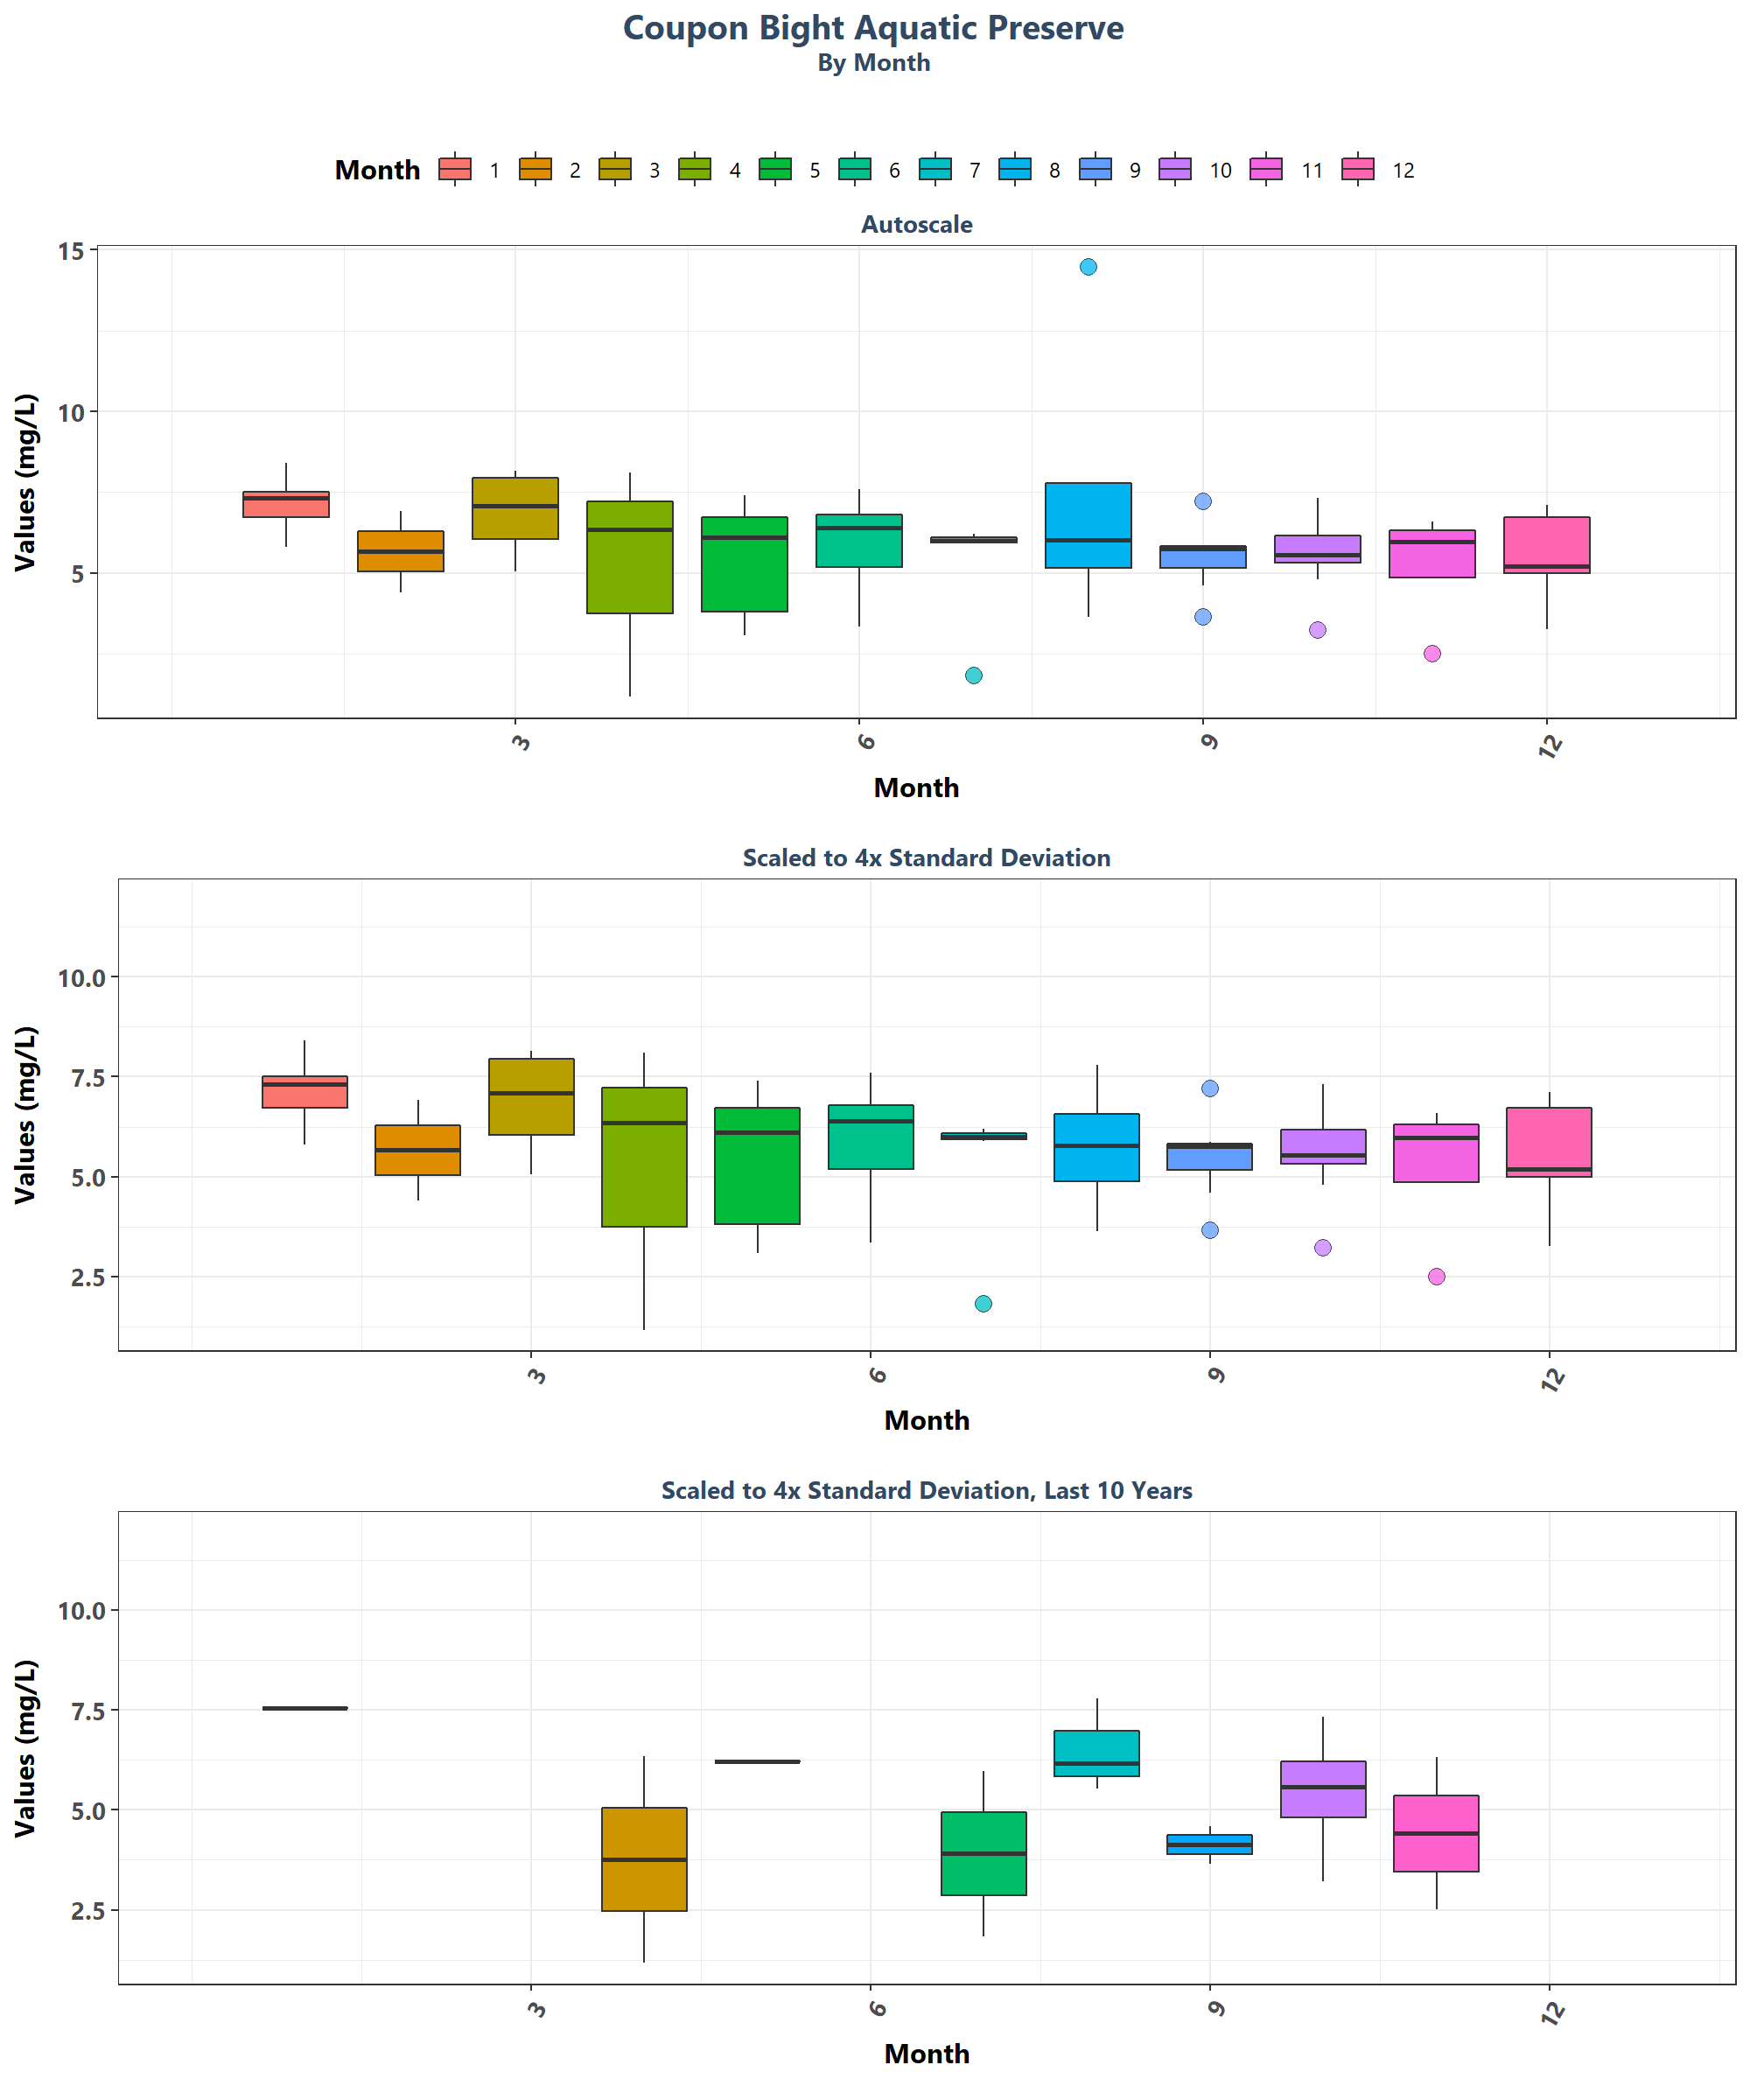 Coupon Bight Aquatic Preserve
By Month
Month 1 2 3 4 5 6 7 8 9 10 11 12
Autoscale
15
10
5
Values (mg/L)
3 6 9 12
Month
Scaled to 4x Standard Deviation
10.0
7.5
5.0
2.5
Values (mg/L)
3 6 9 12
Month
Scaled to 4x Standard Deviation, Last 10 Years
10.0
7.5
5.0
2.5
Values (mg/L)
3 6 9 12
Month